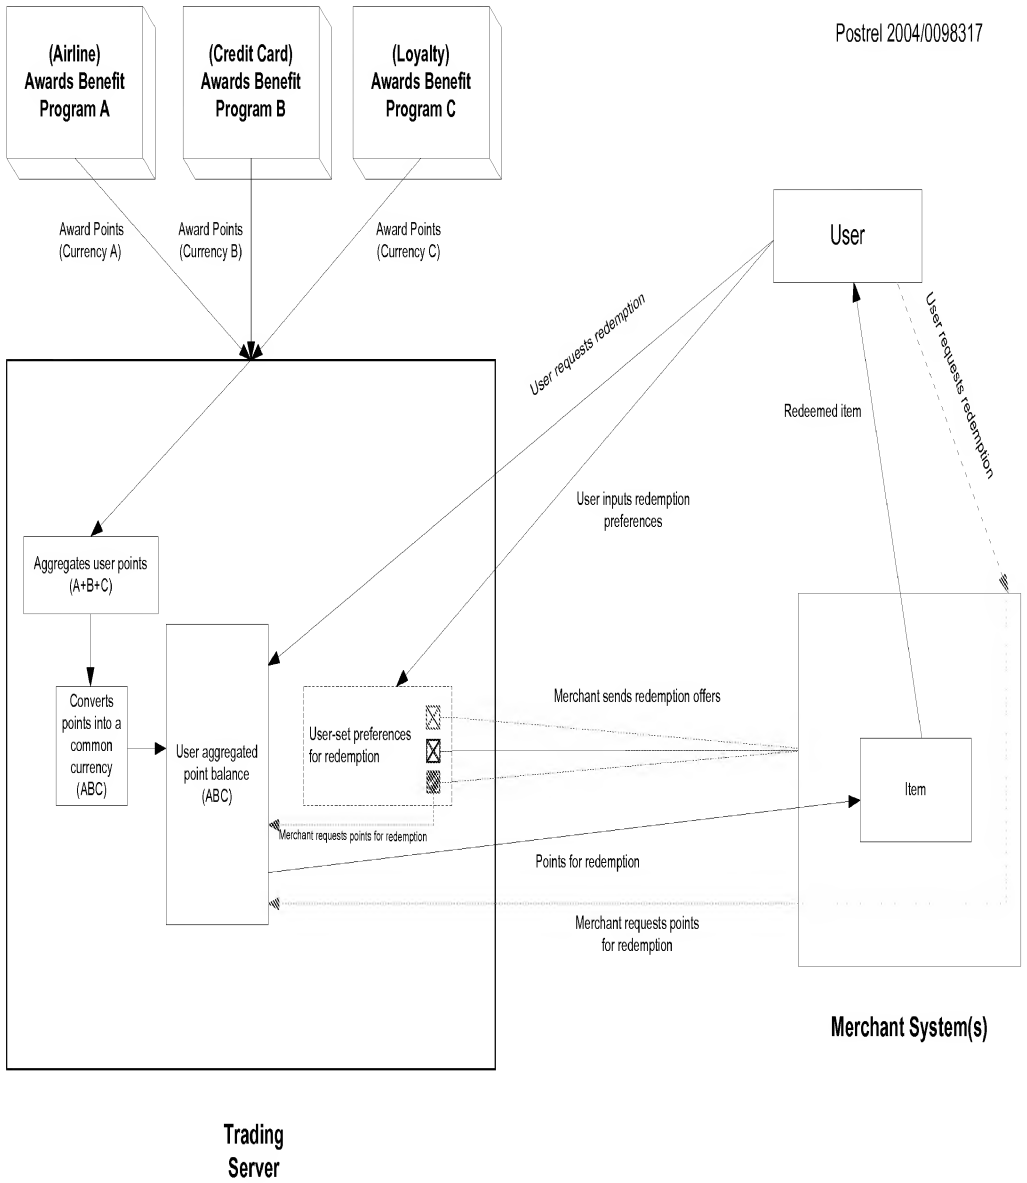 Postrel 2004/0098317
(Airline)
Awards Benefit
Program A
(Credit Card)
Awards Benefit
Program B
(Loyalty)
Awards Benefit
Program C
Award Points
(Currency A)
Award Points
(Currency B)
Award Points
(Currency C)
User
User requests redemption
User requests redemption
Redeemed item
User inputs redemption
preferences
Aggregates user points
(A+B+C)
Converts
points into a
common
currency
(ABC)
User aggregated
point balance
(ABC)
User-set preferences
for redemption
Merchant sends redemption offers
Item
Merchant requests points for redemption
Points for redemption
Merchant requests points
for redemption
Merchant System(s)
Trading
Server